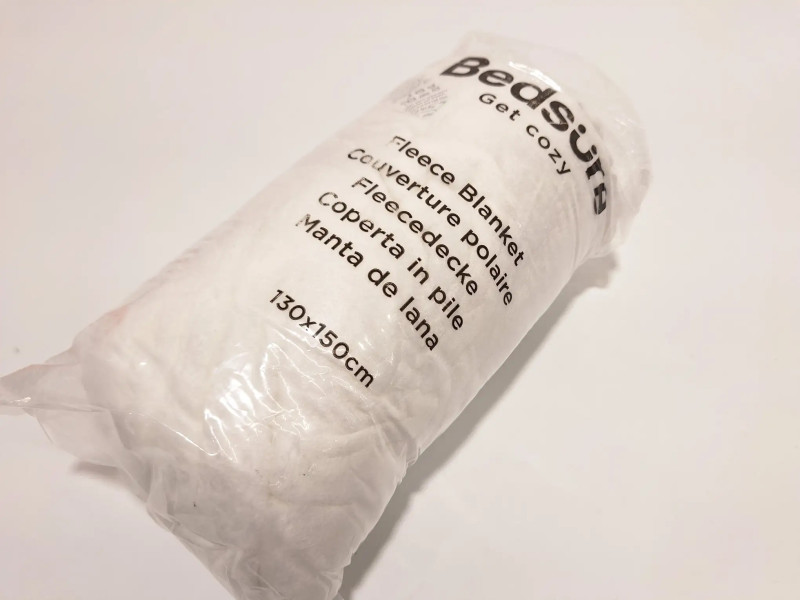 Bedsure
Get cozy
Fleece Blanket
Couverture polaire
Fleecedecke
Coperta in pile
Manta de lana
130x150cm